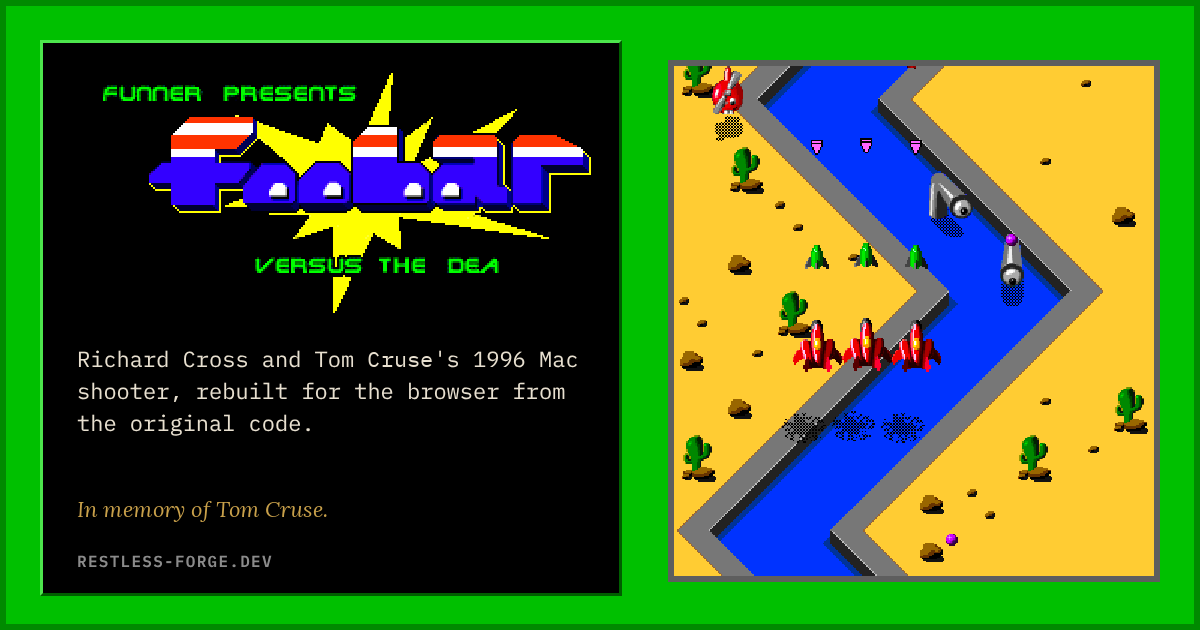 FUNNER PRESENTS
foobar
VERSUS THE DEA
Richard Cross and Tom Cruse's 1996 Mac
shooter, rebuilt for the browser from
the original code.
In memory of Tom Cruse.
RESTLESS-FORGE.DEV